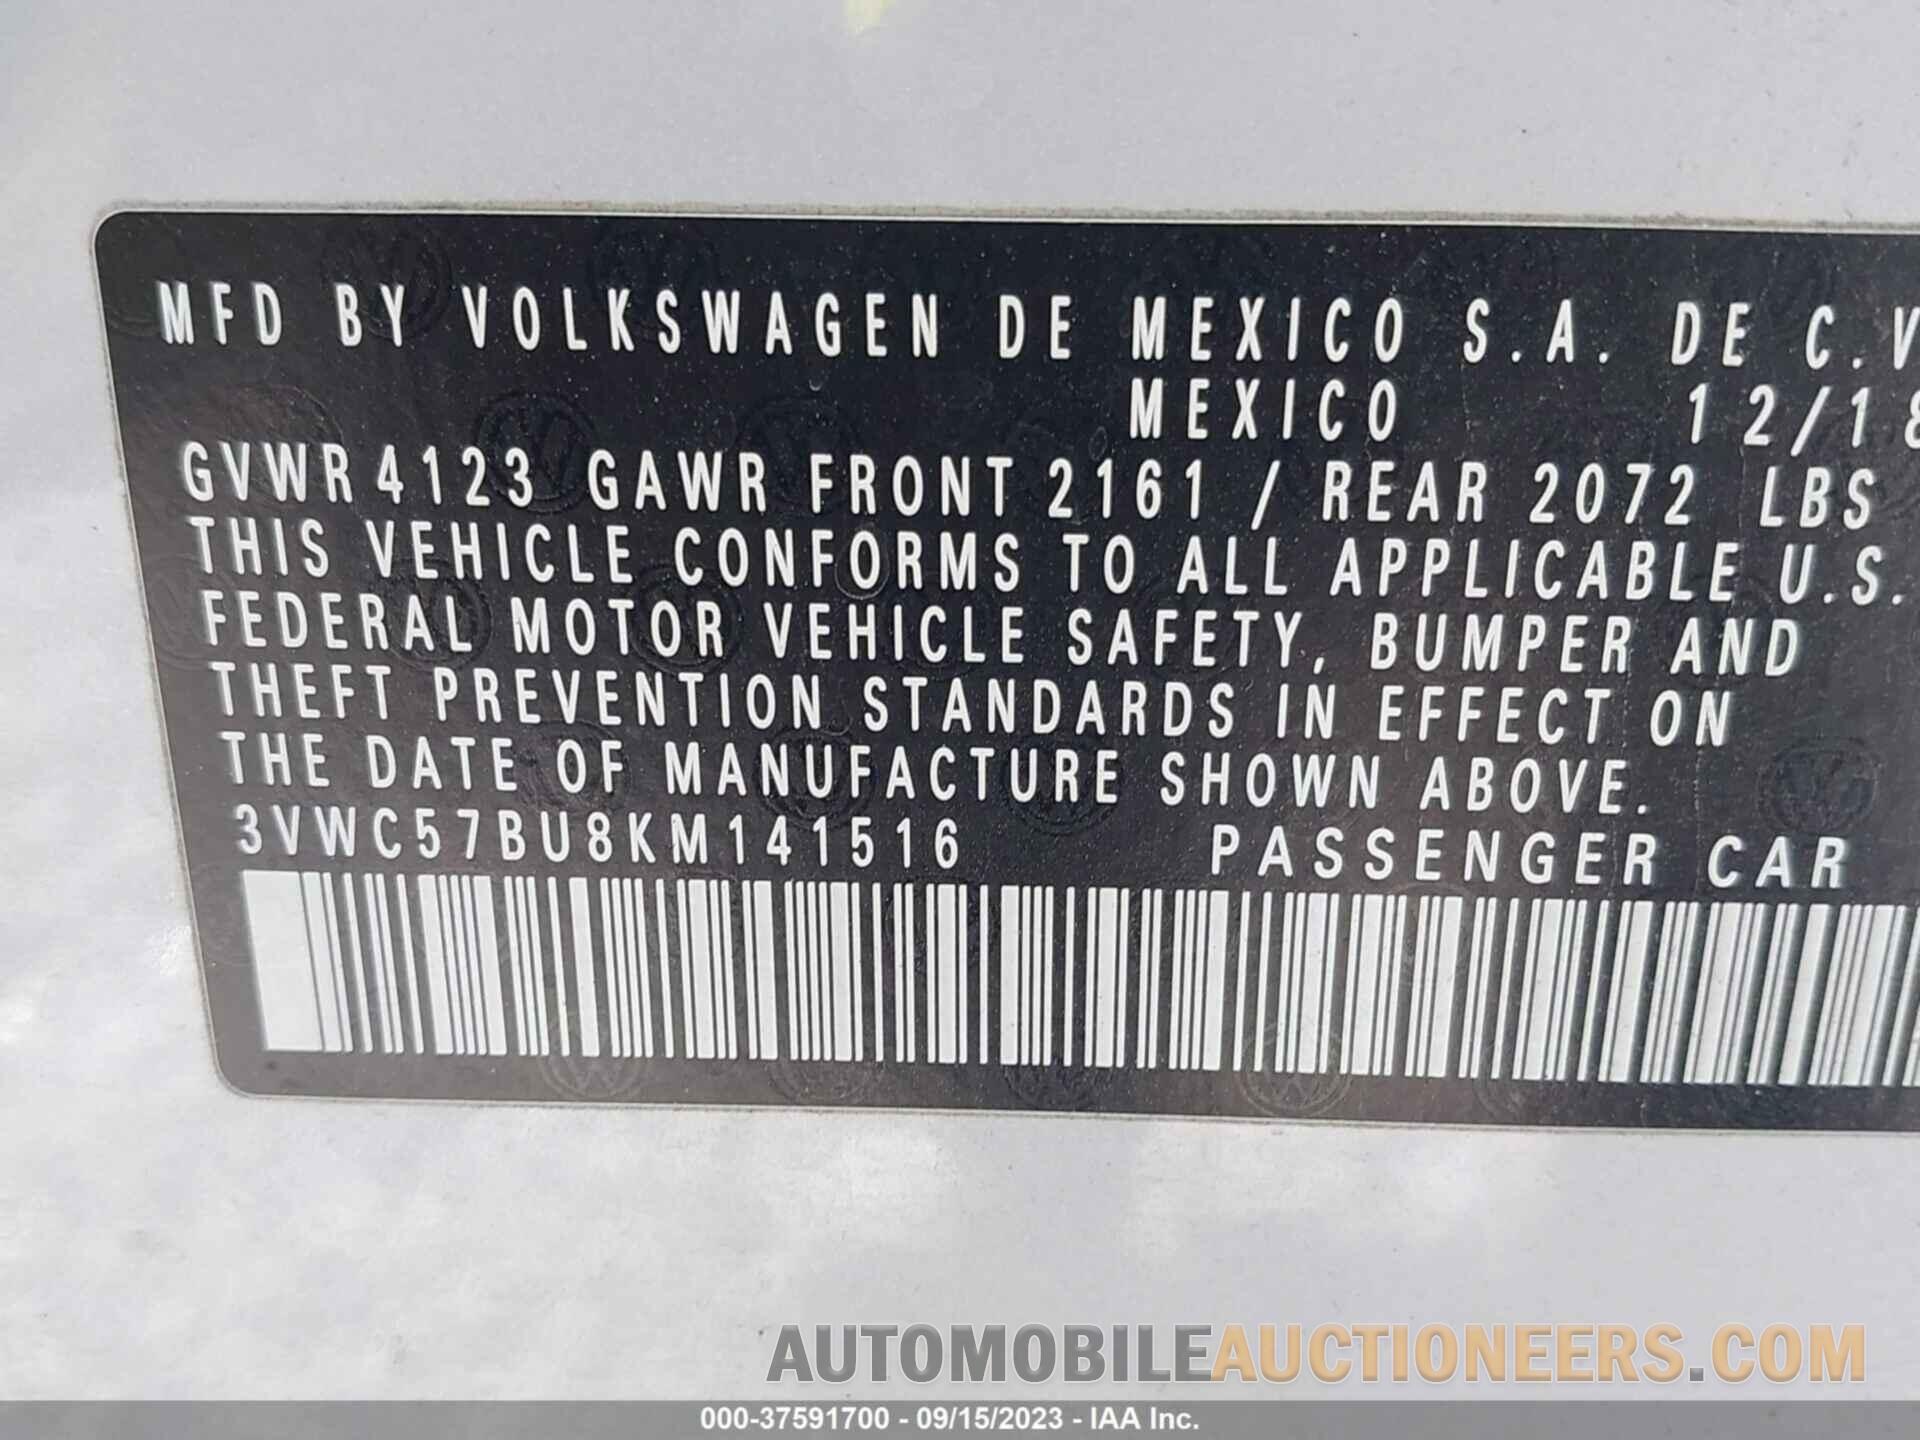 MFD BY VOLKSWAGEN DE MEXICO S.A. DE C.V
MEXICO 12/18
GVWR 4123 GAWR FRONT 2161 / REAR 2072 LBS
THIS VEHICLE CONFORMS TO ALL APPLICABLE U.S.
FEDERAL MOTOR VEHICLE SAFETY, BUMPER AND
THEFT PREVENTION STANDARDS IN EFFECT ON
THE DATE OF MANUFACTURE SHOWN ABOVE.
3VWC57BU8KM141516 PASSENGER CAR
AUTOMOBILEAUCTIONEERS.COM
000-37591700 - 09/15/2023 - IAA Inc.